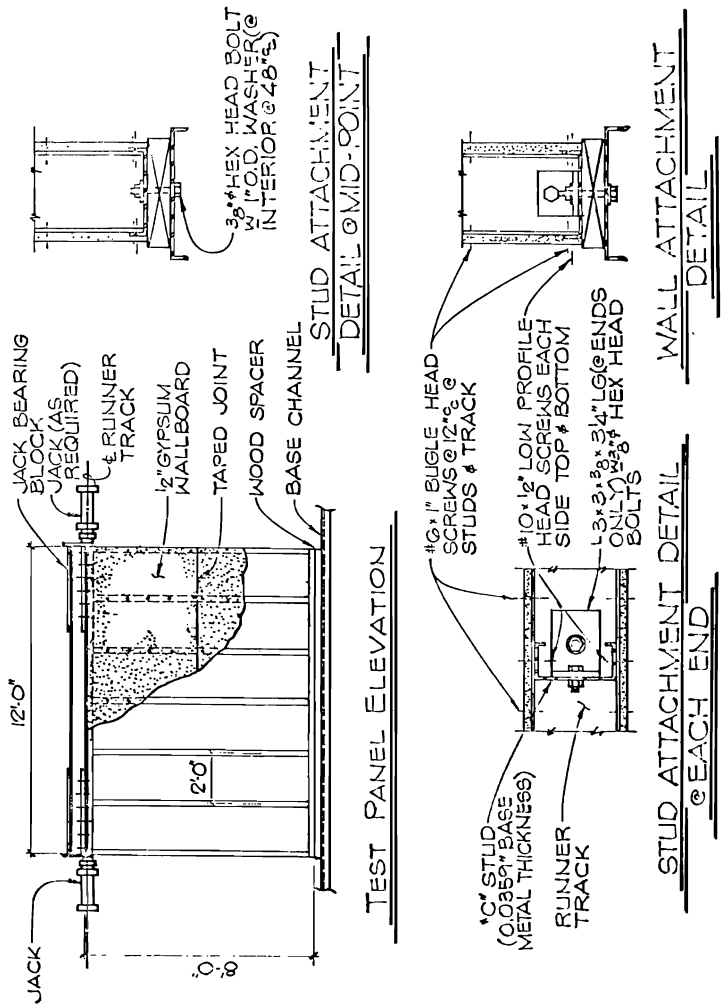 JACK
12'-0"
JACK BEARING
BLOCK
JACK (AS
REQUIRED)
℄ RUNNER
TRACK
½" GYPSUM
WALLBOARD
TAPED JOINT
WOOD SPACER
BASE CHANNEL
8'-0"
2'-0"
TEST PANEL ELEVATION
⅜"φ HEX HEAD BOLT
W/ 1" O.D. WASHER (@
INTERIOR @ 48" ℅)
STUD ATTACHMENT
DETAIL @ MID-POINT
"C" STUD
(0.0359" BASE
METAL THICKNESS)
RUNNER
TRACK
#6 x 1" BUGLE HEAD
SCREWS @ 12" ℅ @
STUDS & TRACK
#10 x ½" LOW PROFILE
HEAD SCREWS EACH
SIDE TOP & BOTTOM
L 3 x 3 x ⅜ x 3¼" LG (@ ENDS
ONLY) W/ ⅜"φ HEX HEAD
BOLTS
STUD ATTACHMENT DETAIL
@ EACH END
WALL ATTACHMENT
DETAIL